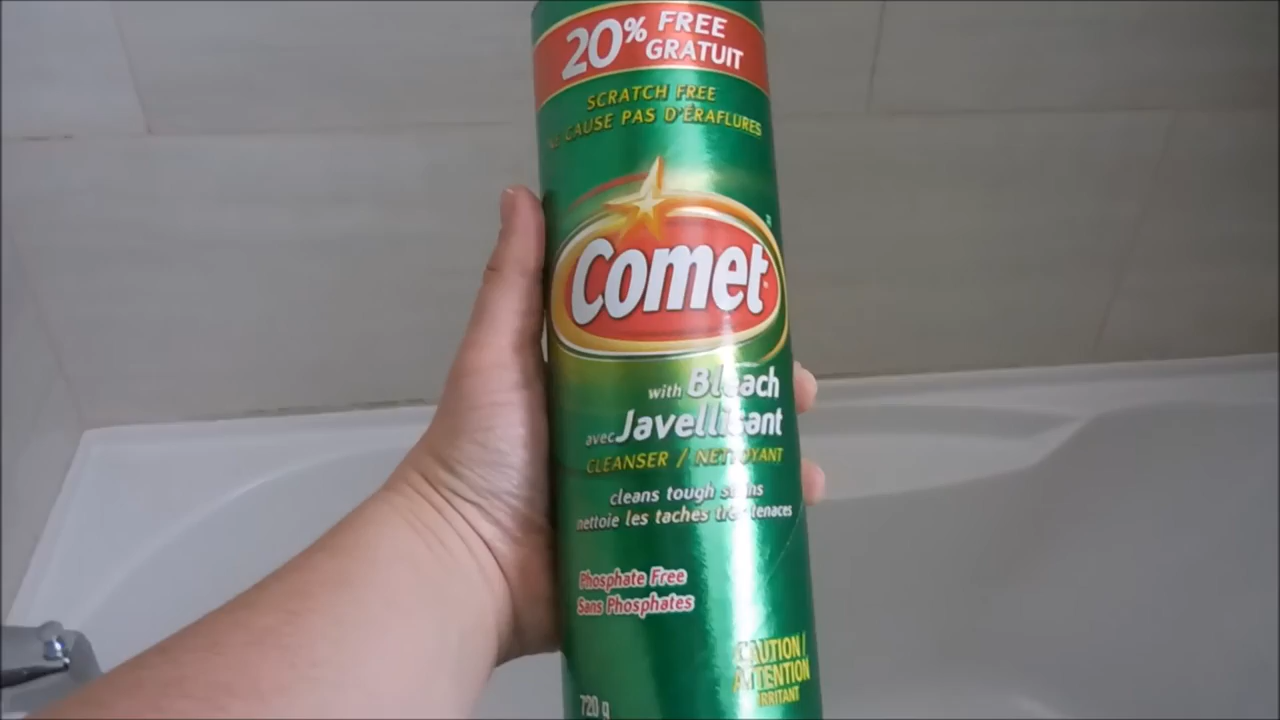 20% FREE
GRATUIT
SCRATCH FREE
CAUSE PAS D'ÉRAFLURES
Comet
with Bleach
avec Javellisant
CLEANSER / NETTOYANT
cleans tough stains
nettoie les taches très tenaces
Phosphate Free
Sans Phosphates
CAUTION /
ATTENTION
IRRITANT
720 g